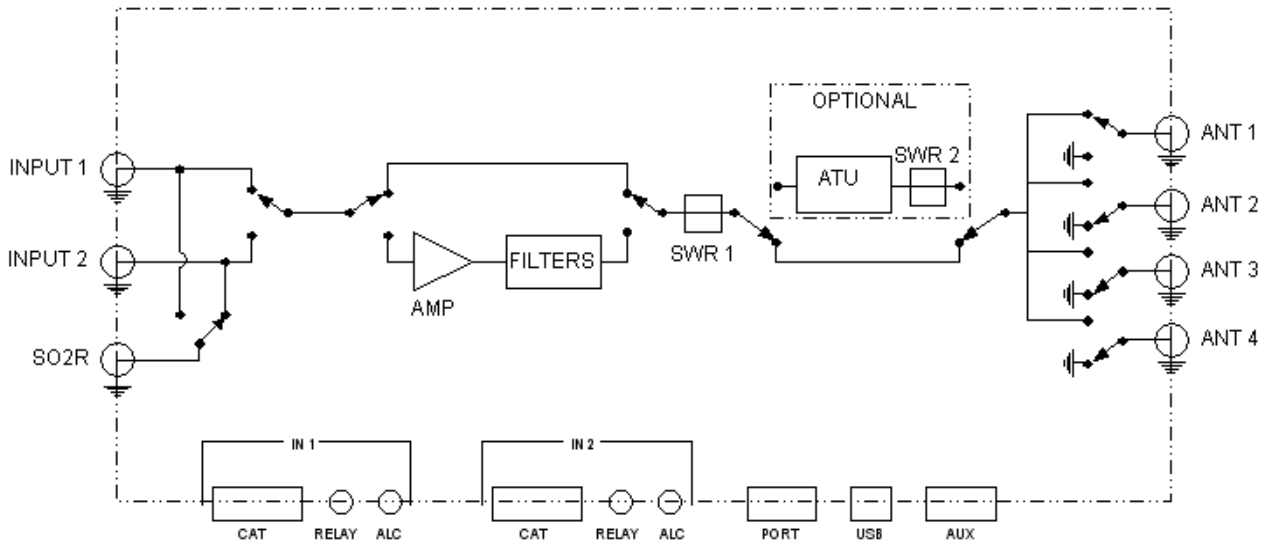 OPTIONAL
ATU
SWR 2
SWR 1
INPUT 1
INPUT 2
SO2R
AMP
FILTERS
ANT 1
ANT 2
ANT 3
ANT 4
IN 1
CAT
RELAY
ALC
IN 2
CAT
RELAY
ALC
PORT
USB
AUX